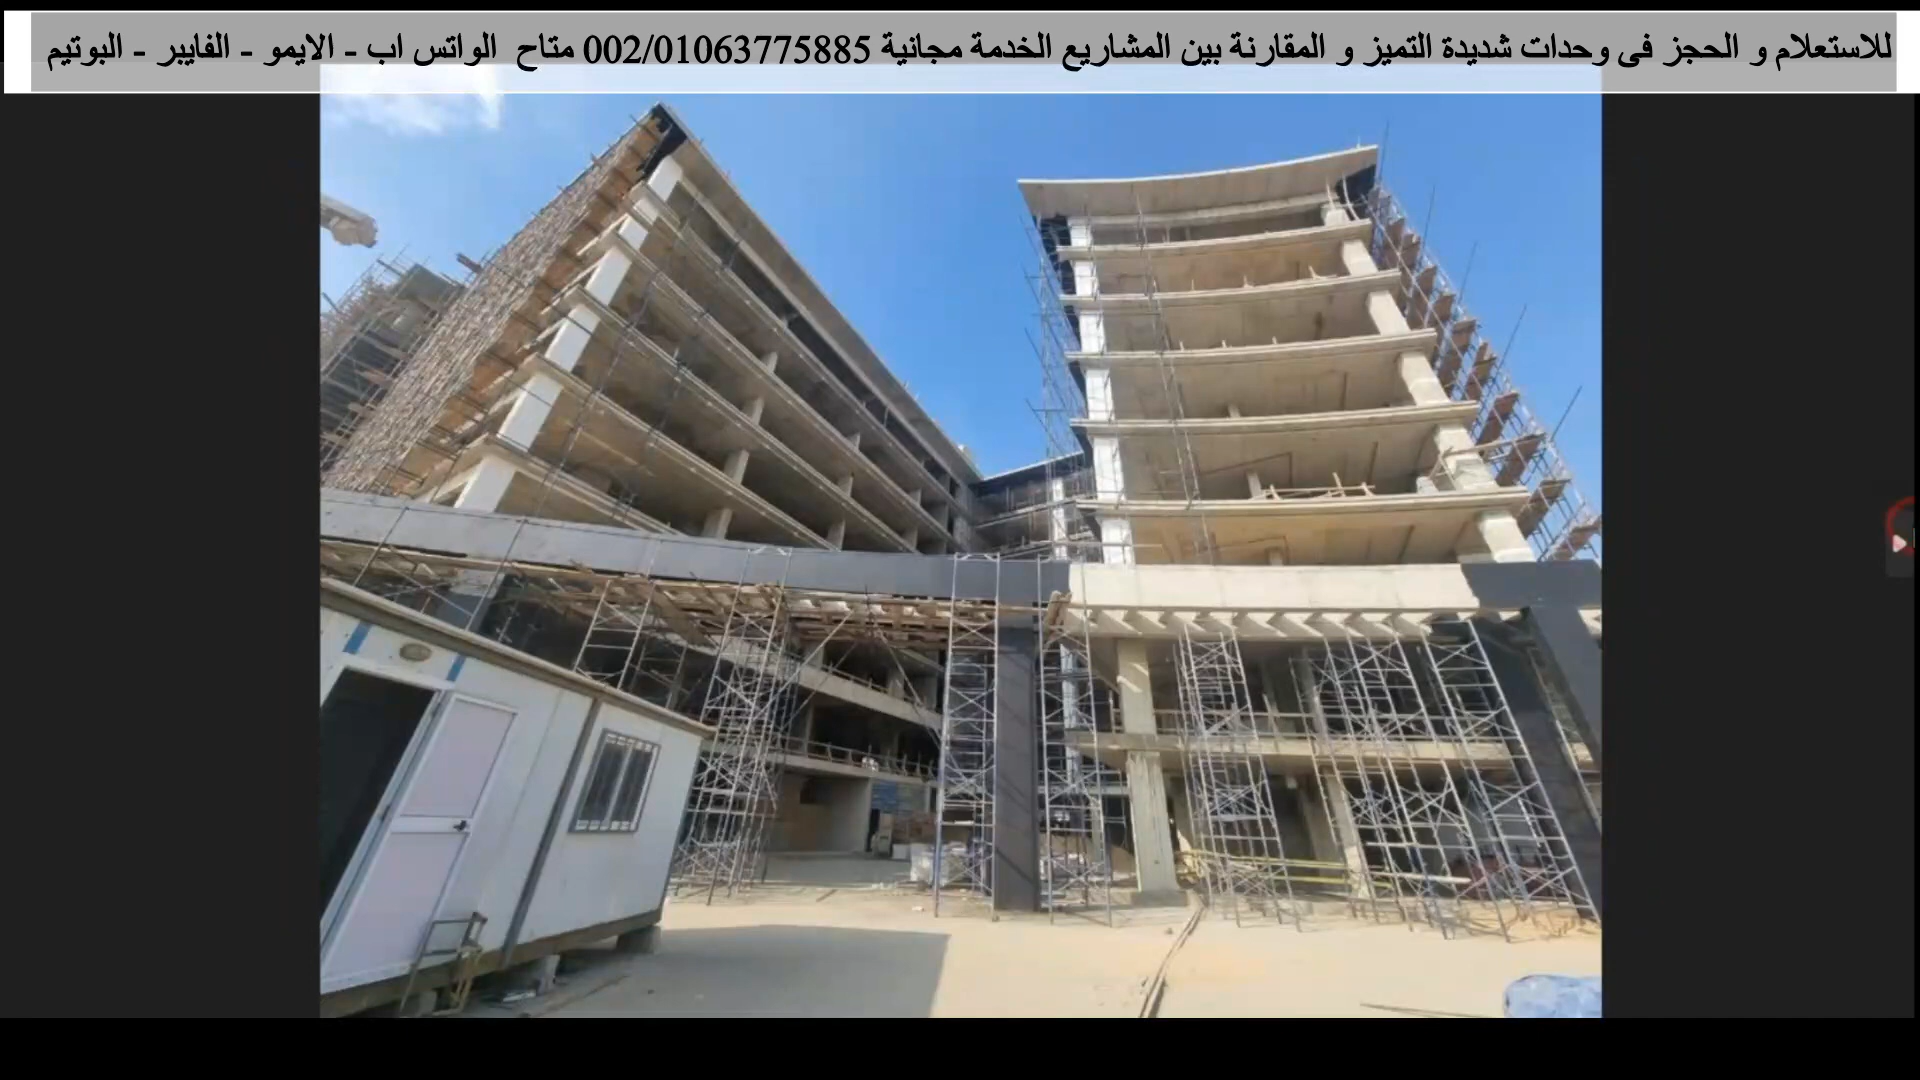 للاستعلام و الحجز فى وحدات شديدة التميز و المقارنة بين المشاريع الخدمة مجانية 002/01063775885 متاح الواتس اب - الايمو - الفايبر - البوتيم